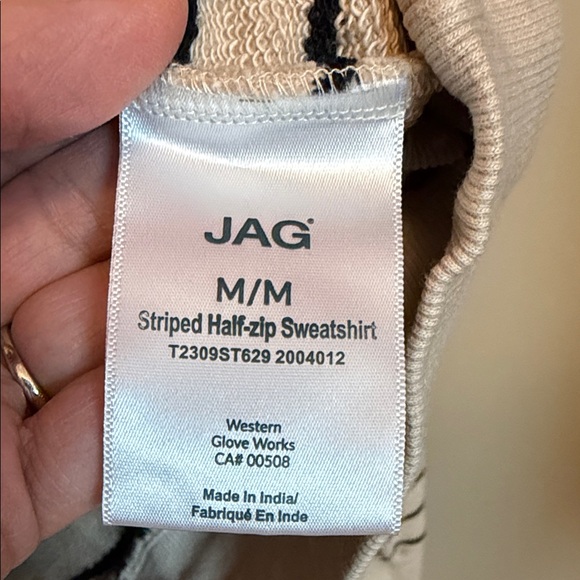 JAG®
M/M
Striped Half-zip Sweatshirt
T2309ST629 2004012
Western
Glove Works
CA# 00508
Made In India/
Fabriqué En Inde